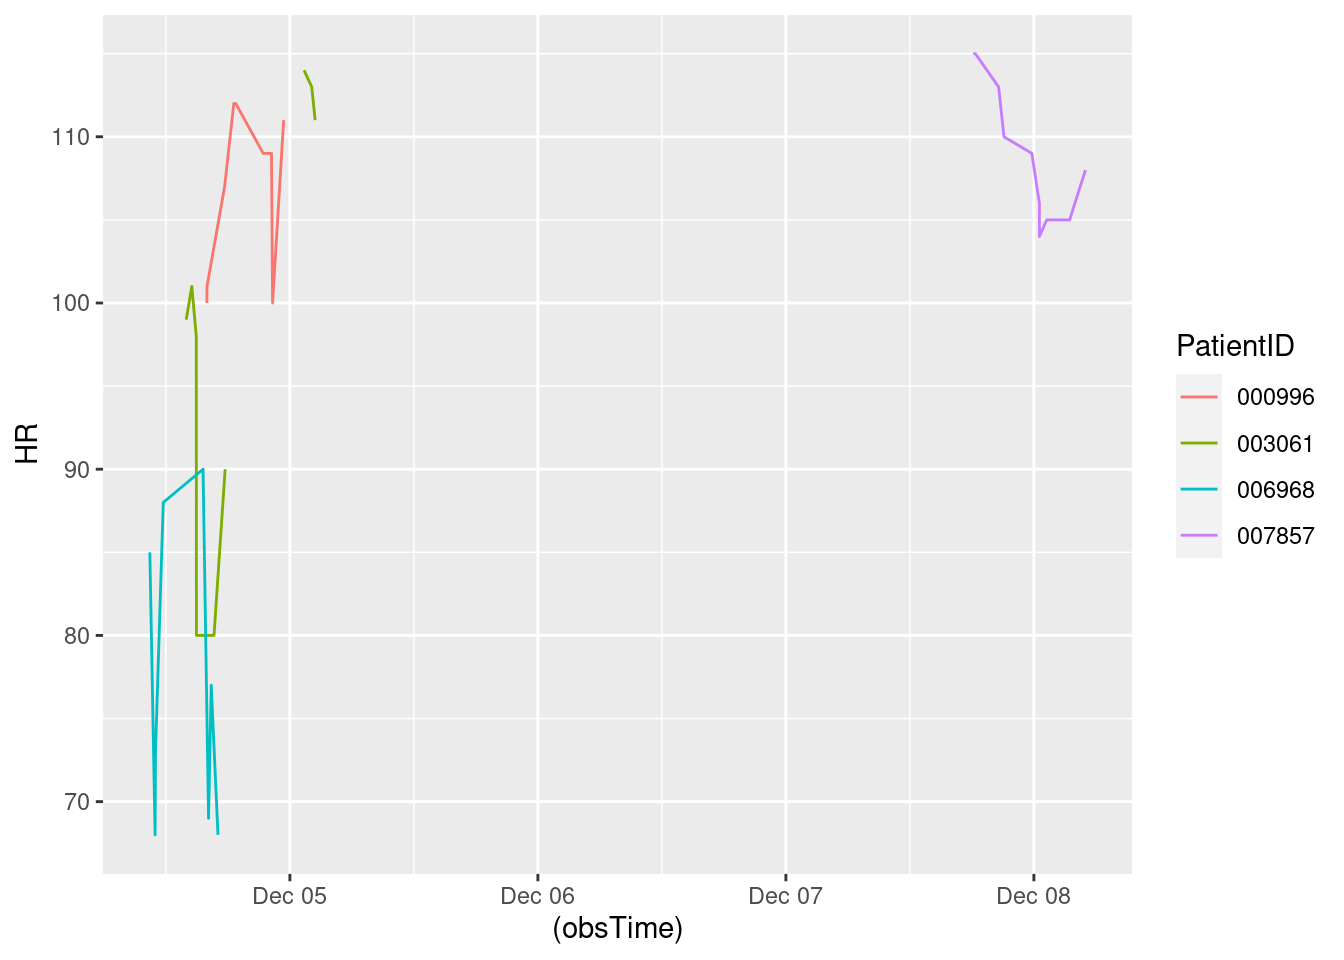 110
100
90
80
70
HR
Dec 05
Dec 06
Dec 07
Dec 08
(obsTime)
PatientID
000996
003061
006968
007857